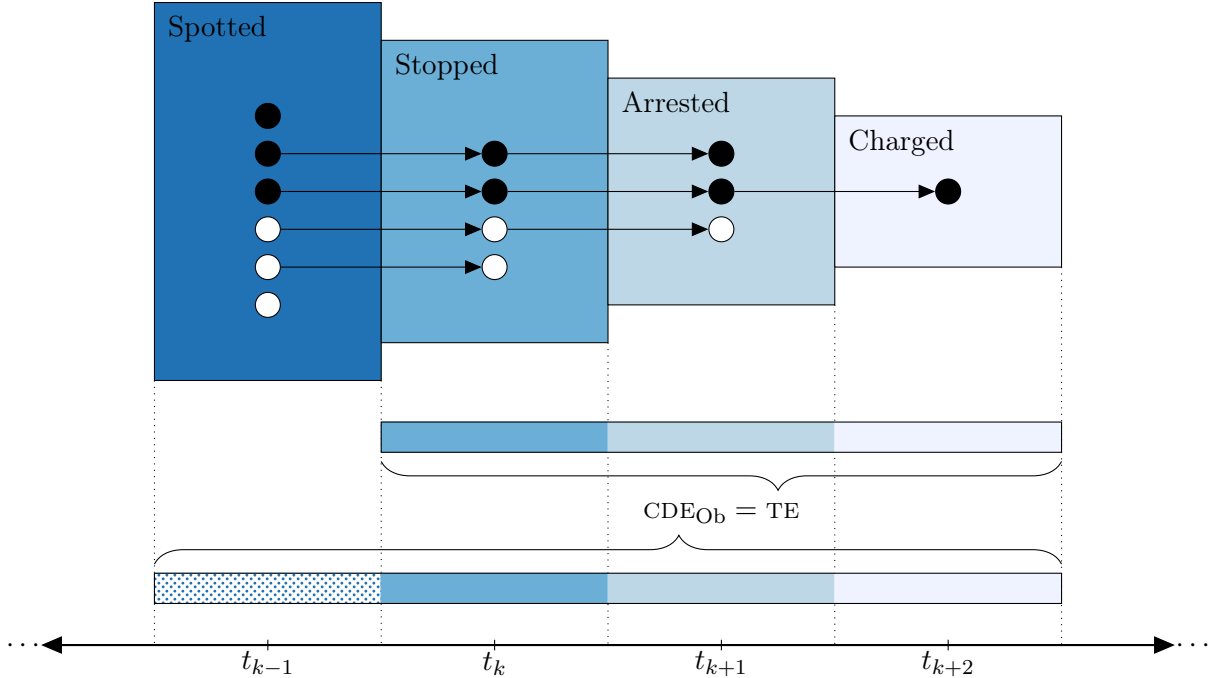 Spotted
Stopped
Arrested
Charged
CDE_Ob = TE
··· ···
t_{k−1} t_k t_{k+1} t_{k+2}